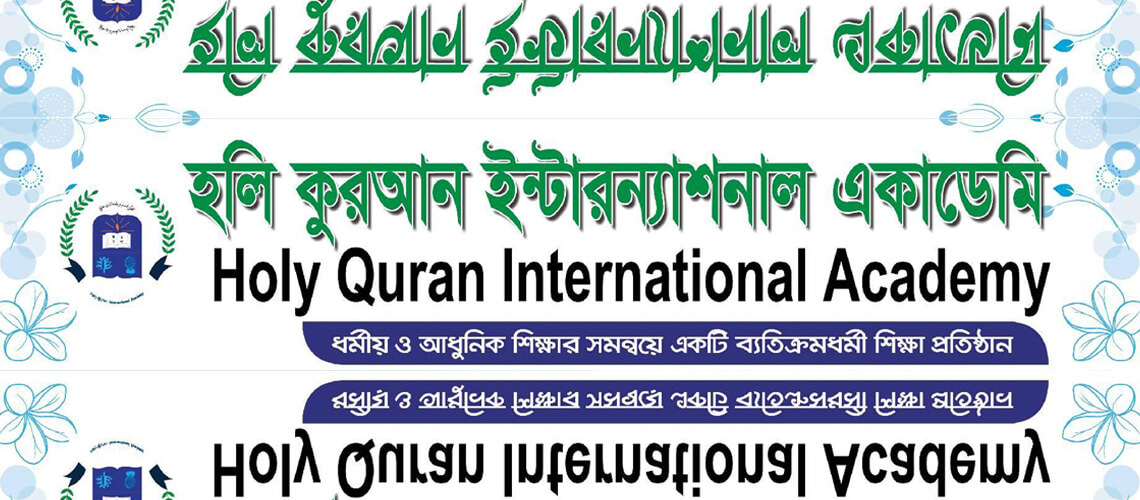 হলি কুরআন ইন্টারন্যাশনাল একাডেমি
Holy Quran International Academy
ধর্মীয় ও আধুনিক শিক্ষার সমন্বয়ে একটি ব্যতিক্রমধর্মী শিক্ষা প্রতিষ্ঠান